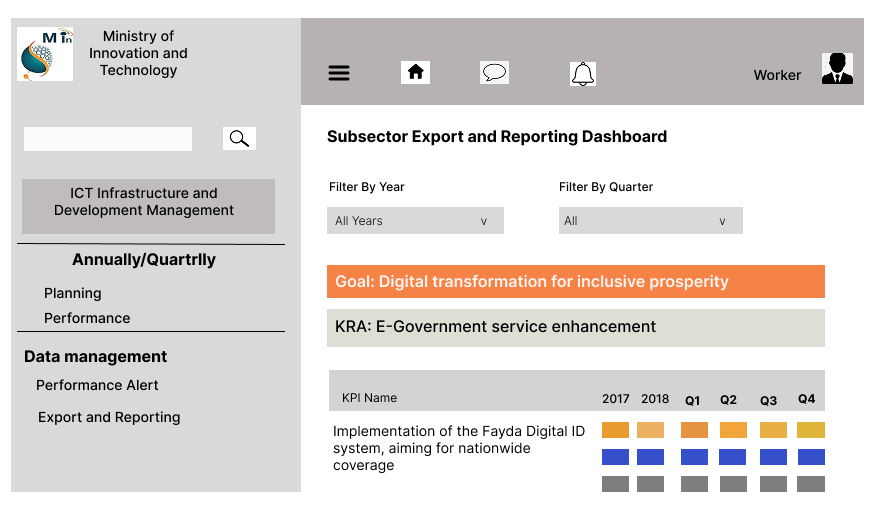 M in
Ministry of
Innovation and
Technology
Worker
ICT Infrastructure and
Development Management
Annually/Quartrlly
Planning
Performance
Data management
Performance Alert
Export and Reporting
Subsector Export and Reporting Dashboard
Filter By Year
Filter By Quarter
All Years v
All v
Goal: Digital transformation for inclusive prosperity
KRA: E-Government service enhancement
KPI Name 2017 2018 Q1 Q2 Q3 Q4
Implementation of the Fayda Digital ID
system, aiming for nationwide
coverage